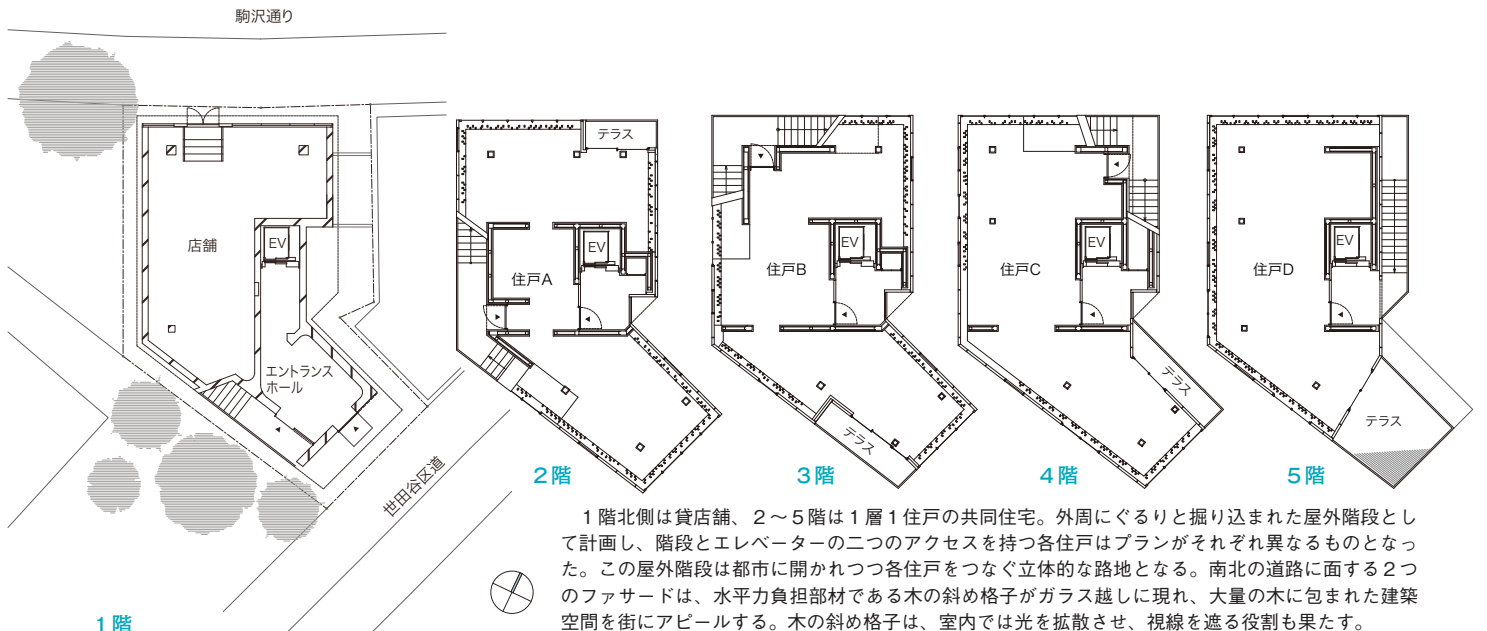 駒沢通り
店舗
EV
エントランス
ホール
世田谷区道
1階
テラス
EV
住戸A
2階
EV
住戸B
テラス
3階
EV
住戸C
テラス
4階
EV
住戸D
テラス
5階
1階北側は貸店舗、2～5階は1層1住戸の共同住宅。外周にぐるりと掘り込まれた屋外階段とし
て計画し、階段とエレベーターの二つのアクセスを持つ各住戸はプランがそれぞれ異なるものとなっ
た。この屋外階段は都市に開かれつつ各住戸をつなぐ立体的な路地となる。南北の道路に面する2つ
のファサードは、水平力負担部材である木の斜め格子がガラス越しに現れ、大量の木に包まれた建築
空間を街にアピールする。木の斜め格子は、室内では光を拡散させ、視線を遮る役割も果たす。